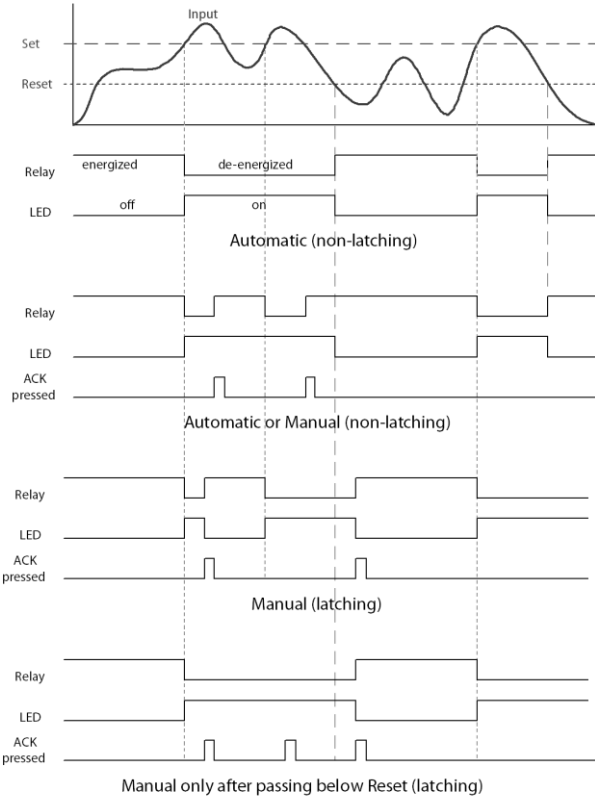 Input
Set
Reset
energized
de-energized
Relay
off
on
LED
Automatic (non-latching)
Relay
LED
ACK
pressed
Automatic or Manual (non-latching)
Relay
LED
ACK
pressed
Manual (latching)
Relay
LED
ACK
pressed
Manual only after passing below Reset (latching)